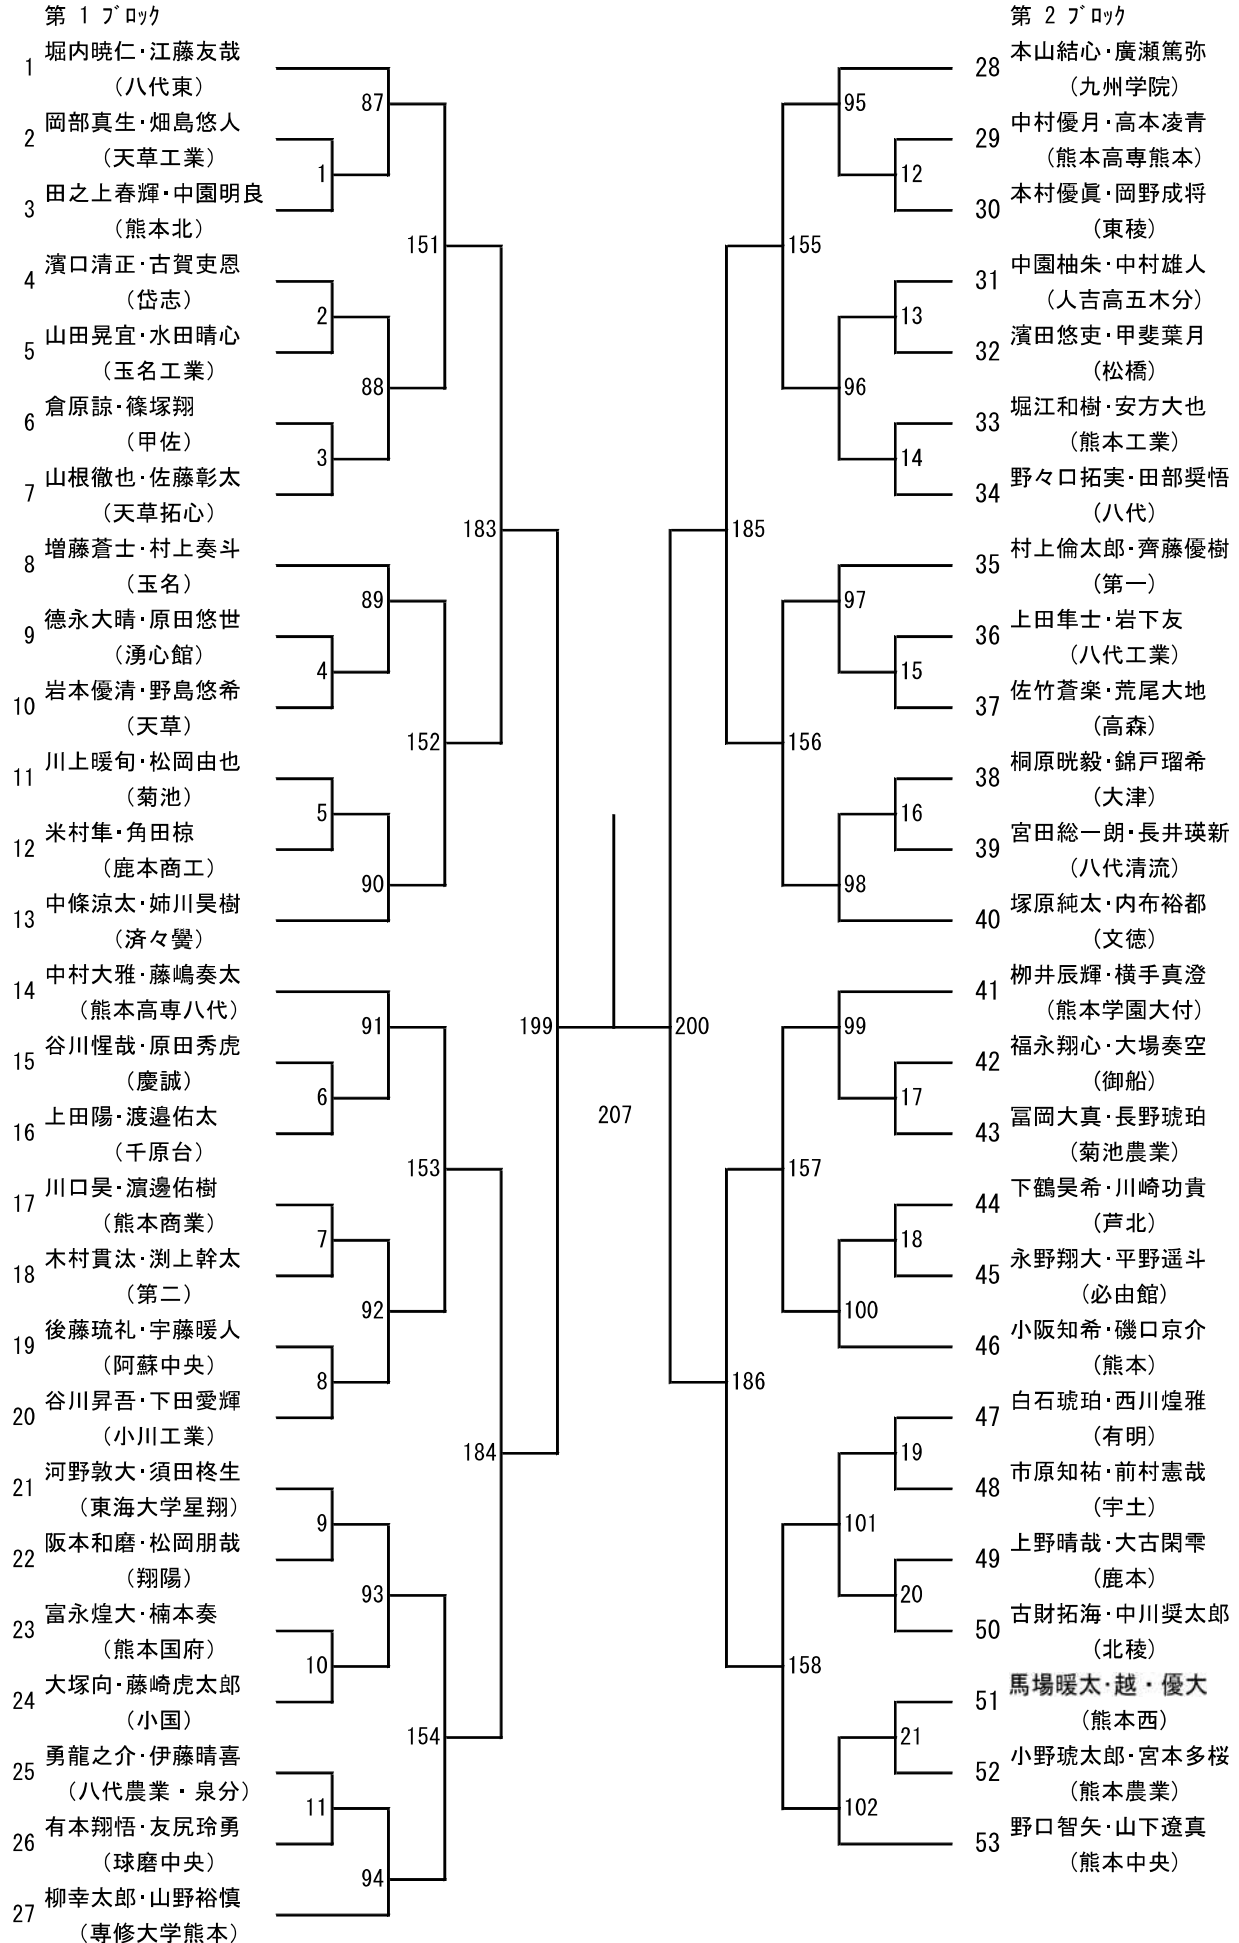 第 1 ブロック
1 堀内暁仁・江藤友哉
(八代東)
2 岡部真生・畑島悠人
(天草工業)
3 田之上春輝・中園明良
(熊本北)
4 濱口清正・古賀吏恩
(岱志)
5 山田晃宜・水田晴心
(玉名工業)
6 倉原諒・篠塚翔
(甲佐)
7 山根徹也・佐藤彰太
(天草拓心)
8 増藤蒼士・村上奏斗
(玉名)
9 德永大晴・原田悠世
(湧心館)
10 岩本優清・野島悠希
(天草)
11 川上暖旬・松岡由也
(菊池)
12 米村隼・角田椋
(鹿本商工)
13 中條涼太・姉川昊樹
(済々黌)
14 中村大雅・藤嶋奏太
(熊本高専八代)
15 谷川惺哉・原田秀虎
(慶誠)
16 上田陽・渡邉佑太
(千原台)
17 川口昊・濵邊佑樹
(熊本商業)
18 木村貫汰・渕上幹太
(第二)
19 後藤琉礼・宇藤暖人
(阿蘇中央)
20 谷川昇吾・下田愛輝
(小川工業)
21 河野敦大・須田柊生
(東海大学星翔)
22 阪本和磨・松岡朋哉
(翔陽)
23 富永煌大・楠本奏
(熊本国府)
24 大塚向・藤崎虎太郎
(小国)
25 勇龍之介・伊藤晴喜
(八代農業・泉分)
26 有本翔悟・友尻玲勇
(球磨中央)
27 柳幸太郎・山野裕慎
(専修大学熊本)
87
1
151
2
88
3
183
89
4
152
5
90
91
6
199
153
7
92
8
184
9
93
10
154
11
94
207
200
95
12
155
13
96
14
185
97
15
156
16
98
99
17
157
18
100
186
19
101
20
158
21
102
第 2 ブロック
28 本山結心・廣瀬篤弥
(九州学院)
29 中村優月・高本凌青
(熊本高専熊本)
30 本村優眞・岡野成将
(東稜)
31 中園柚朱・中村雄人
(人吉高五木分)
32 濱田悠吏・甲斐葉月
(松橋)
33 堀江和樹・安方大也
(熊本工業)
34 野々口拓実・田部奨悟
(八代)
35 村上倫太郎・齊藤優樹
(第一)
36 上田隼士・岩下友
(八代工業)
37 佐竹蒼楽・荒尾大地
(高森)
38 桐原晄毅・錦戸瑠希
(大津)
39 宮田総一朗・長井瑛新
(八代清流)
40 塚原純太・内布裕都
(文徳)
41 栁井辰輝・横手真澄
(熊本学園大付)
42 福永翔心・大場奏空
(御船)
43 冨岡大真・長野琥珀
(菊池農業)
44 下鶴昊希・川崎功貴
(芦北)
45 永野翔大・平野遥斗
(必由館)
46 小阪知希・磯口京介
(熊本)
47 白石琥珀・西川煌雅
(有明)
48 市原知祐・前村憲哉
(宇土)
49 上野晴哉・大古閑雫
(鹿本)
50 古財拓海・中川奨太郎
(北稜)
51 馬場暖太・越・優大
(熊本西)
52 小野琥太郎・宮本多桜
(熊本農業)
53 野口智矢・山下遼真
(熊本中央)